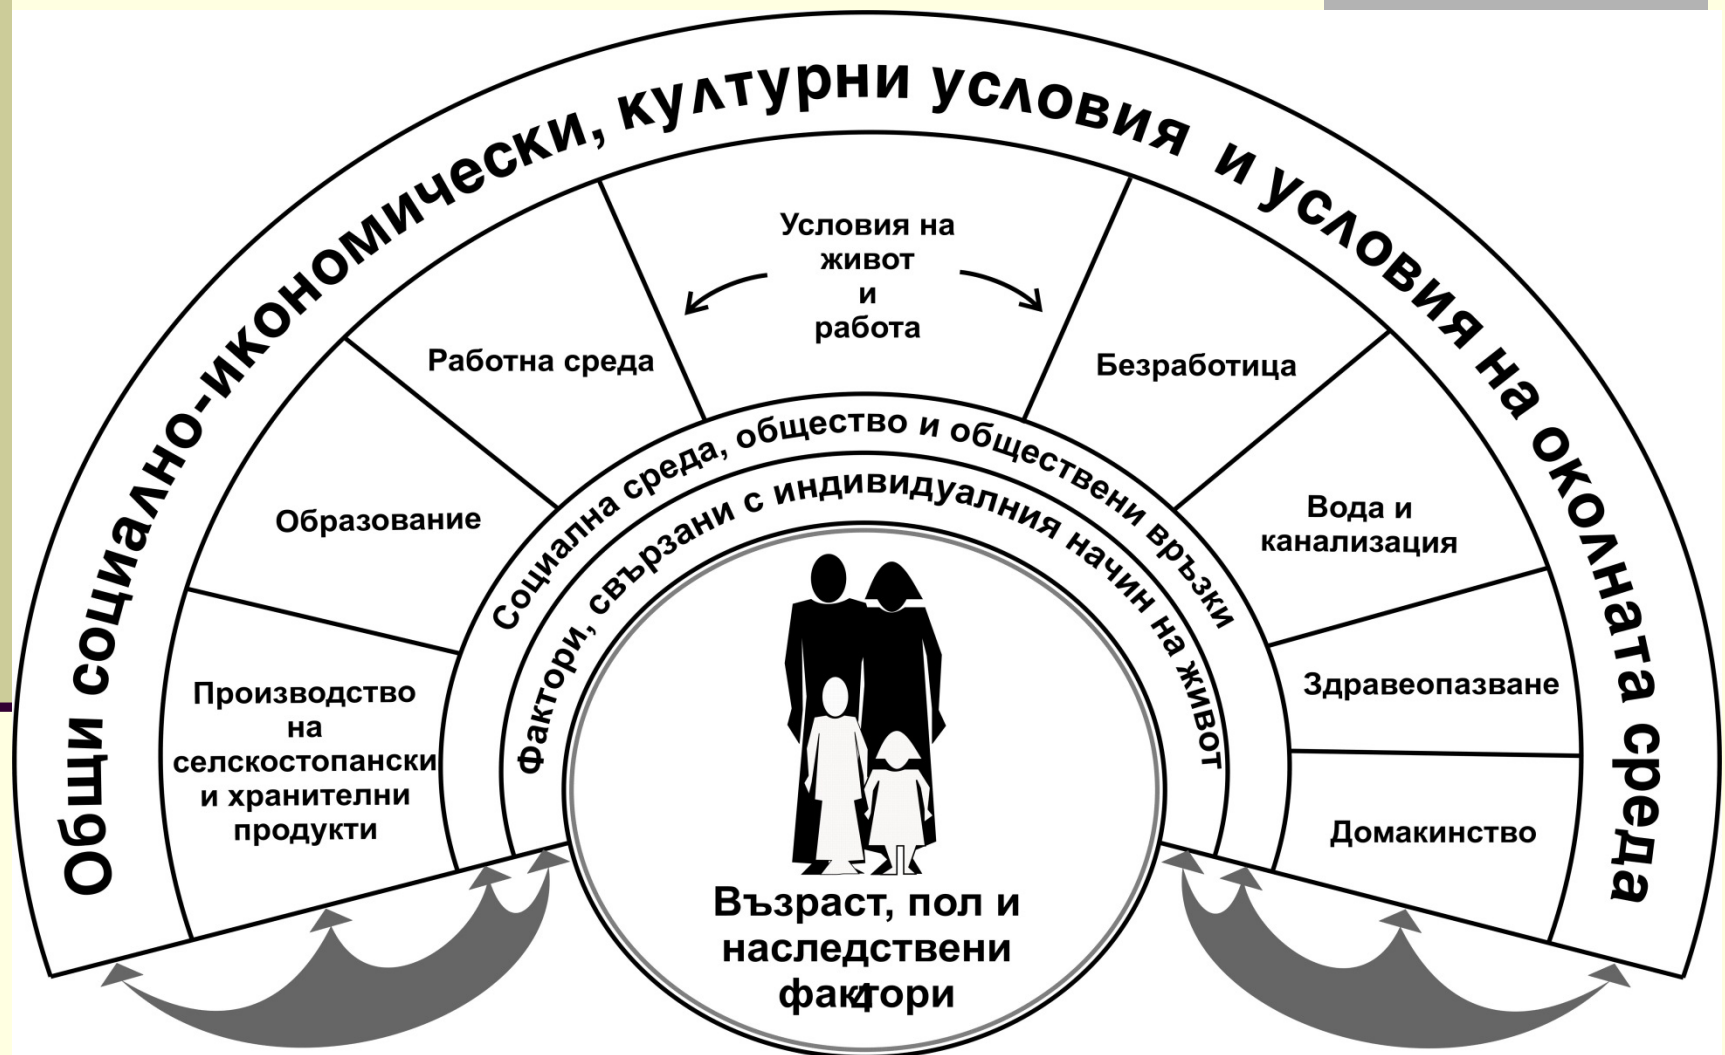 Общи социално-икономически, културни условия и условия на околната среда
Условия на
живот
и
работа
Работна среда
Безработица
Образование
Вода и
канализация
Производство
на
селскостопански
и хранителни
продукти
Здравеопазване
Домакинство
Социална среда, общество и обществени връзки
Фактори, свързани с индивидуалния начин на живот
Възраст, пол и
наследствени
фактори
4